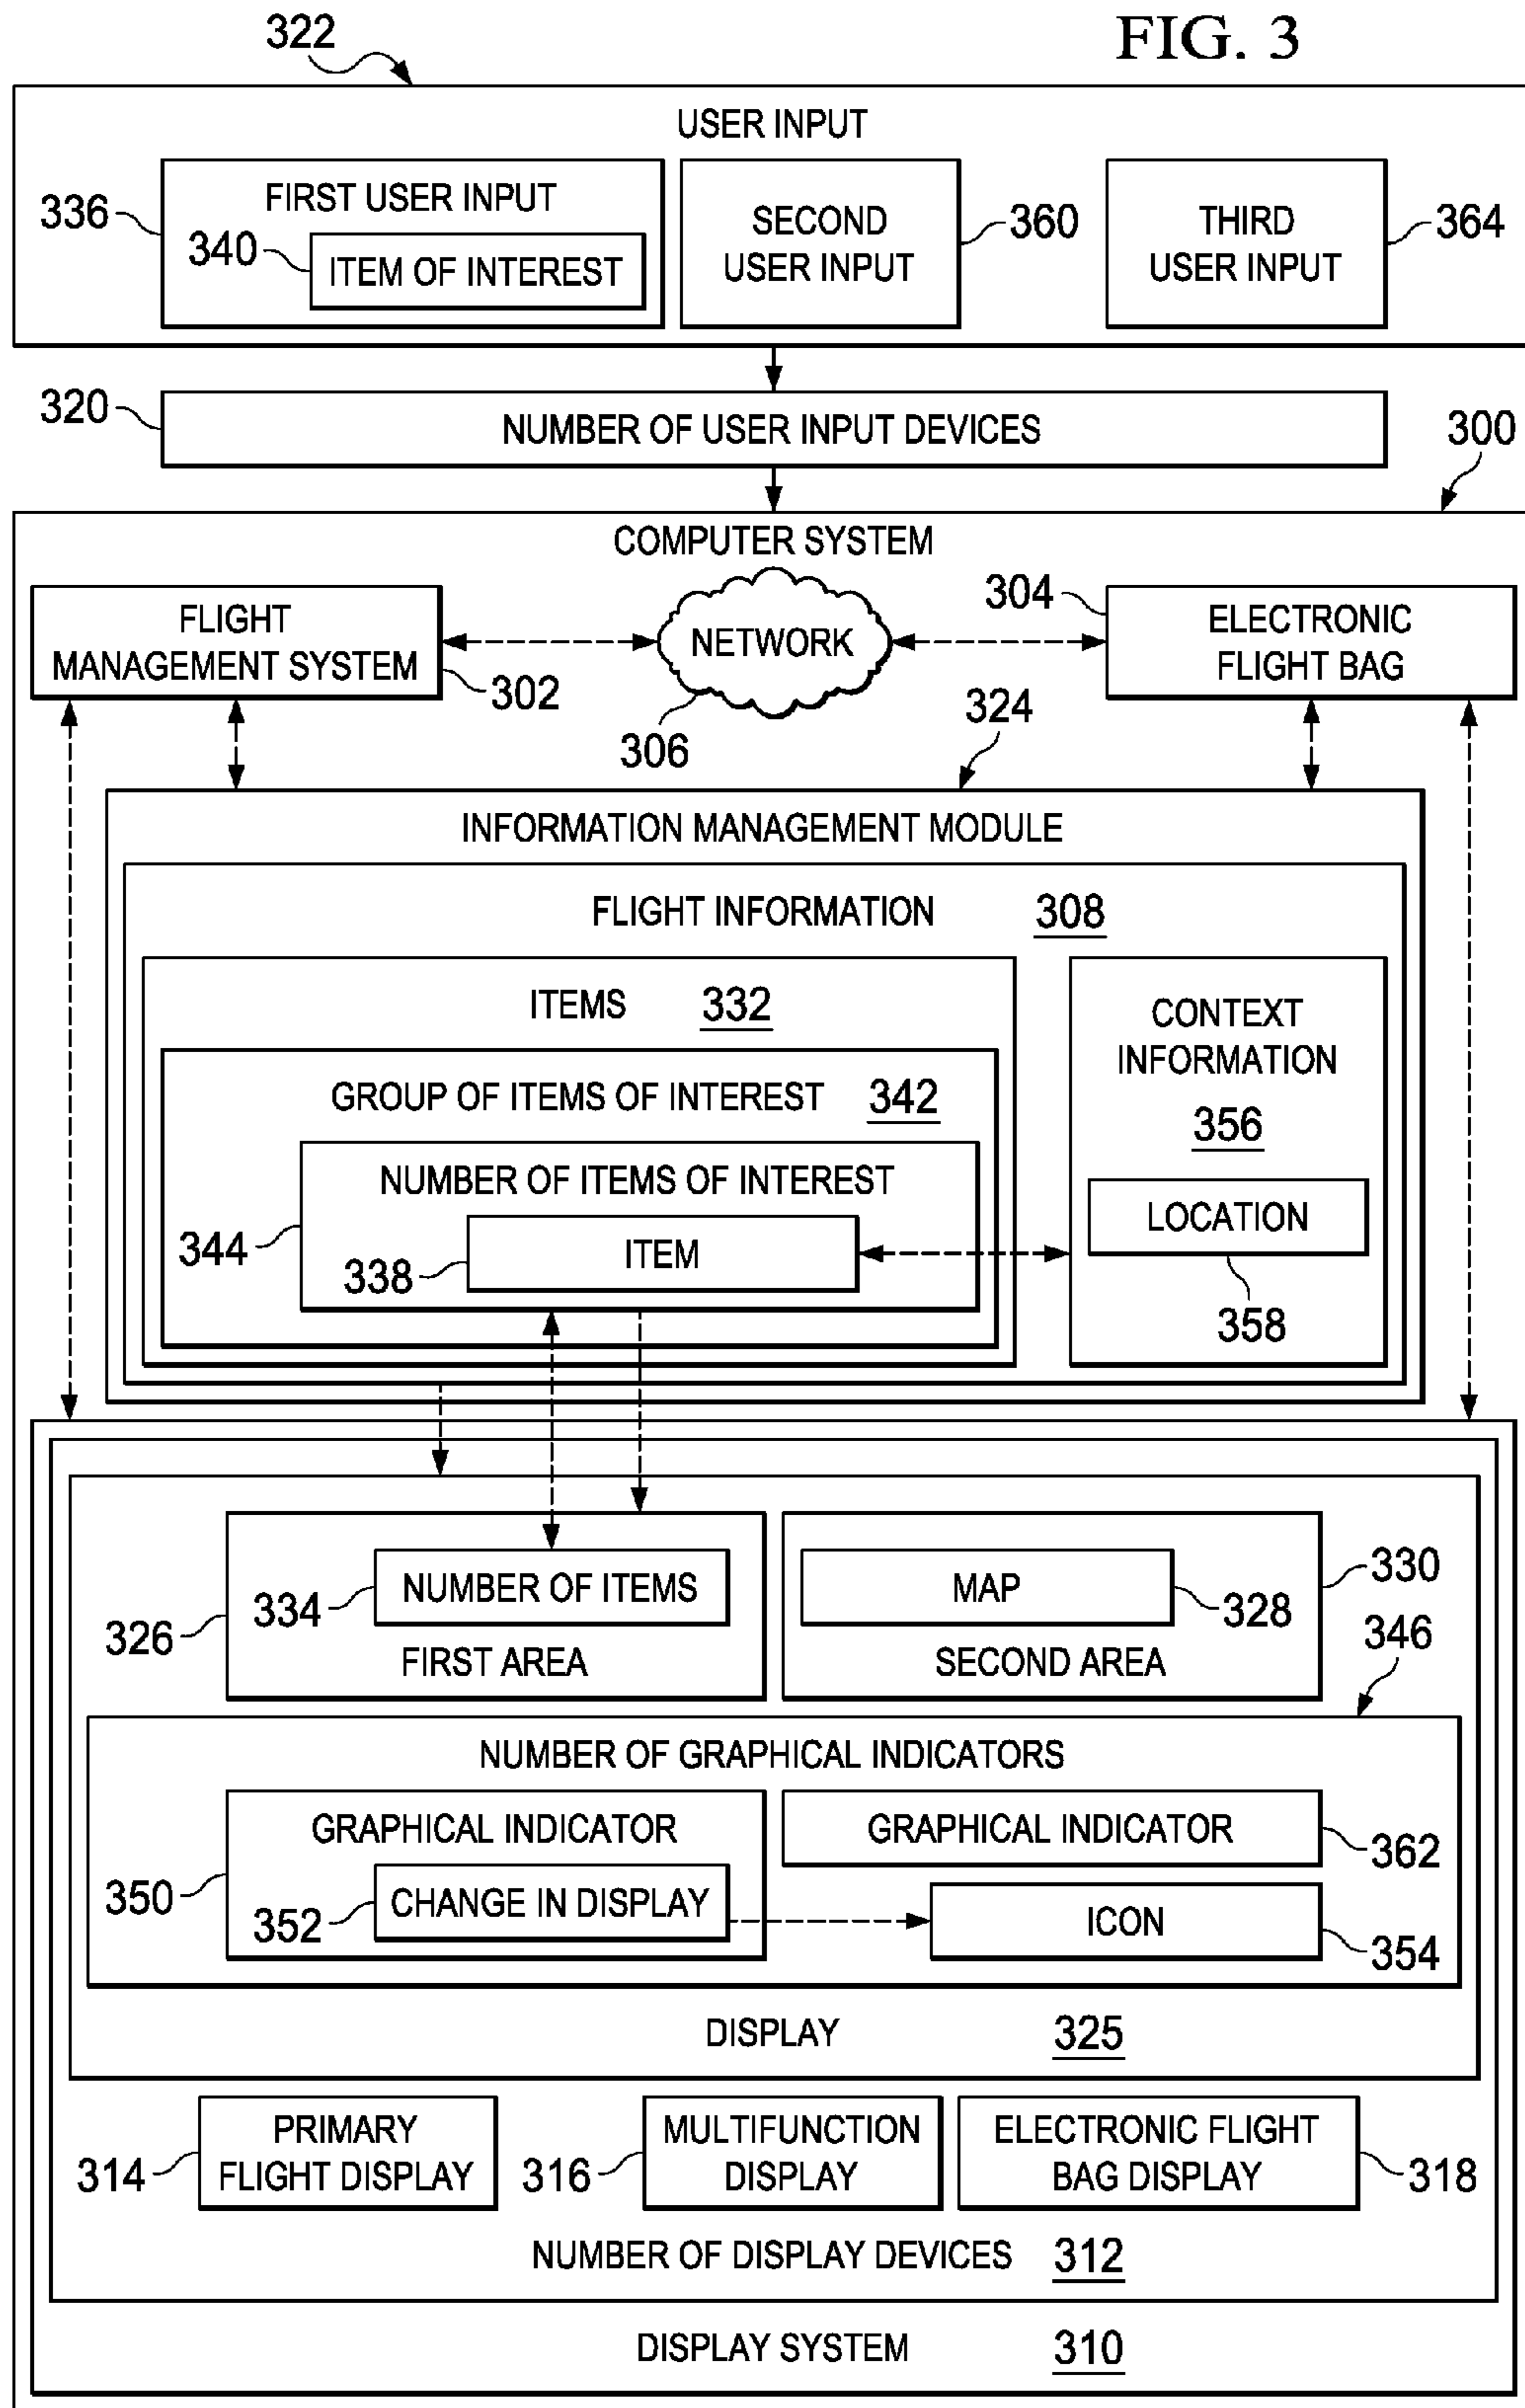 FIG. 3
322
USER INPUT
336
FIRST USER INPUT
340
ITEM OF INTEREST
SECOND
USER INPUT
360
THIRD
USER INPUT
364
320
NUMBER OF USER INPUT DEVICES
300
COMPUTER SYSTEM
FLIGHT
MANAGEMENT SYSTEM
302
NETWORK
306
304
ELECTRONIC
FLIGHT BAG
324
INFORMATION MANAGEMENT MODULE
FLIGHT INFORMATION 308
ITEMS 332
GROUP OF ITEMS OF INTEREST 342
NUMBER OF ITEMS OF INTEREST
344
338
ITEM
CONTEXT
INFORMATION
356
LOCATION
358
326
334
NUMBER OF ITEMS
FIRST AREA
MAP
328
SECOND AREA
330
346
NUMBER OF GRAPHICAL INDICATORS
350
GRAPHICAL INDICATOR
352
CHANGE IN DISPLAY
GRAPHICAL INDICATOR
362
ICON
354
DISPLAY 325
314
PRIMARY
FLIGHT DISPLAY
316
MULTIFUNCTION
DISPLAY
ELECTRONIC FLIGHT
BAG DISPLAY
318
NUMBER OF DISPLAY DEVICES 312
DISPLAY SYSTEM 310